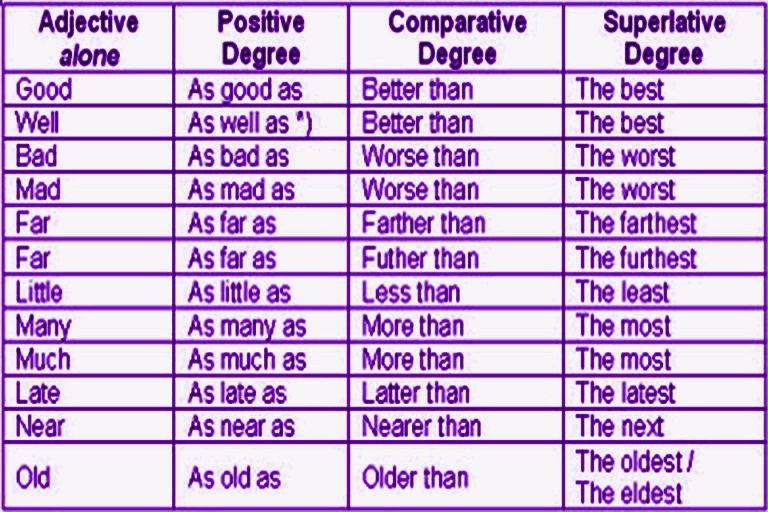 Adjective alone Positive Degree Comparative Degree Superlative Degree
Good As good as Better than The best
Well As well as *) Better than The best
Bad As bad as Worse than The worst
Mad As mad as Worse than The worst
Far As far as Farther than The farthest
Far As far as Futher than The furthest
Little As little as Less than The least
Many As many as More than The most
Much As much as More than The most
Late As late as Latter than The latest
Near As near as Nearer than The next
Old As old as Older than The oldest / The eldest